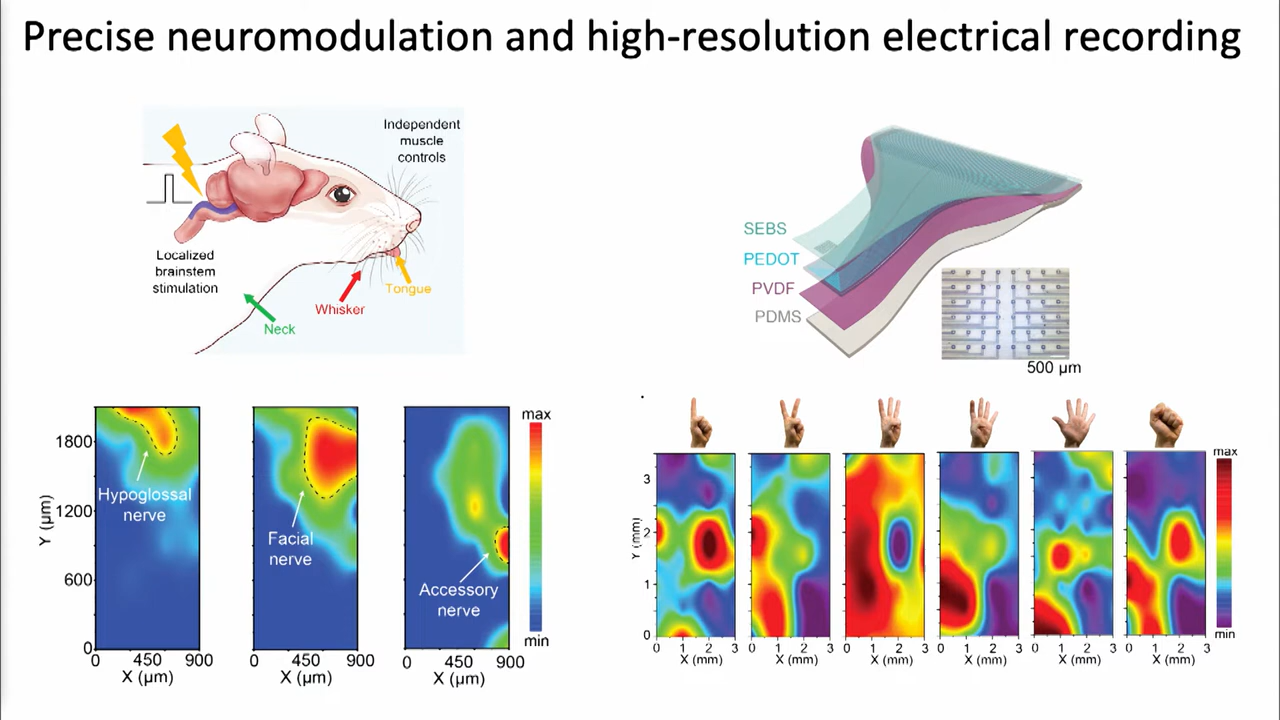 Precise neuromodulation and high-resolution electrical recording
Independent
muscle
controls
Localized
brainstem
stimulation
Tongue
Whisker
Neck
SEBS
PEDOT
PVDF
PDMS
500 µm
max
min
Y (µm)
1800
1200
600
0
Hypoglossal
nerve
0 450 900
X (µm)
Facial
nerve
0 450 900
X (µm)
Accessory
nerve
0 450 900
X (µm)
max
min
Y (mm)
3
2
1
0
0 1 2 3
X (mm)
0 1 2 3
X (mm)
0 1 2 3
X (mm)
0 1 2 3
X (mm)
0 1 2 3
X (mm)
0 1 2 3
X (mm)